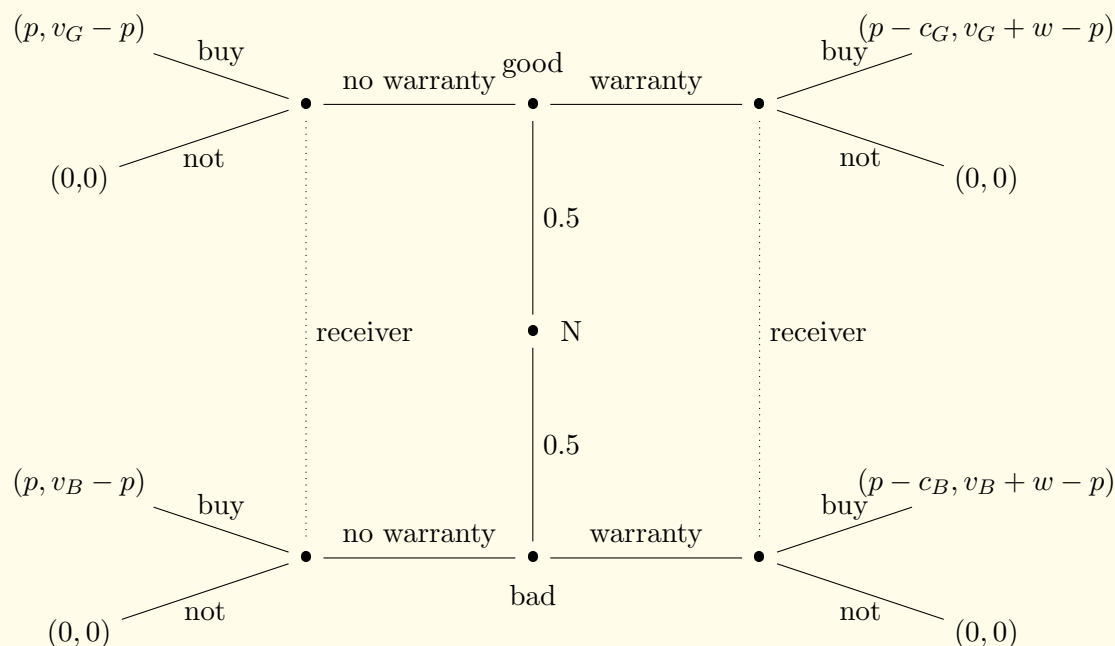 (p, v_G − p)
buy
(p − c_G, v_G + w − p)
buy
good
no warranty
warranty
not
not
(0,0)
(0, 0)
0.5
receiver
N
receiver
0.5
(p, v_B − p)
buy
(p − c_B, v_B + w − p)
buy
no warranty
warranty
not
bad
not
(0, 0)
(0, 0)